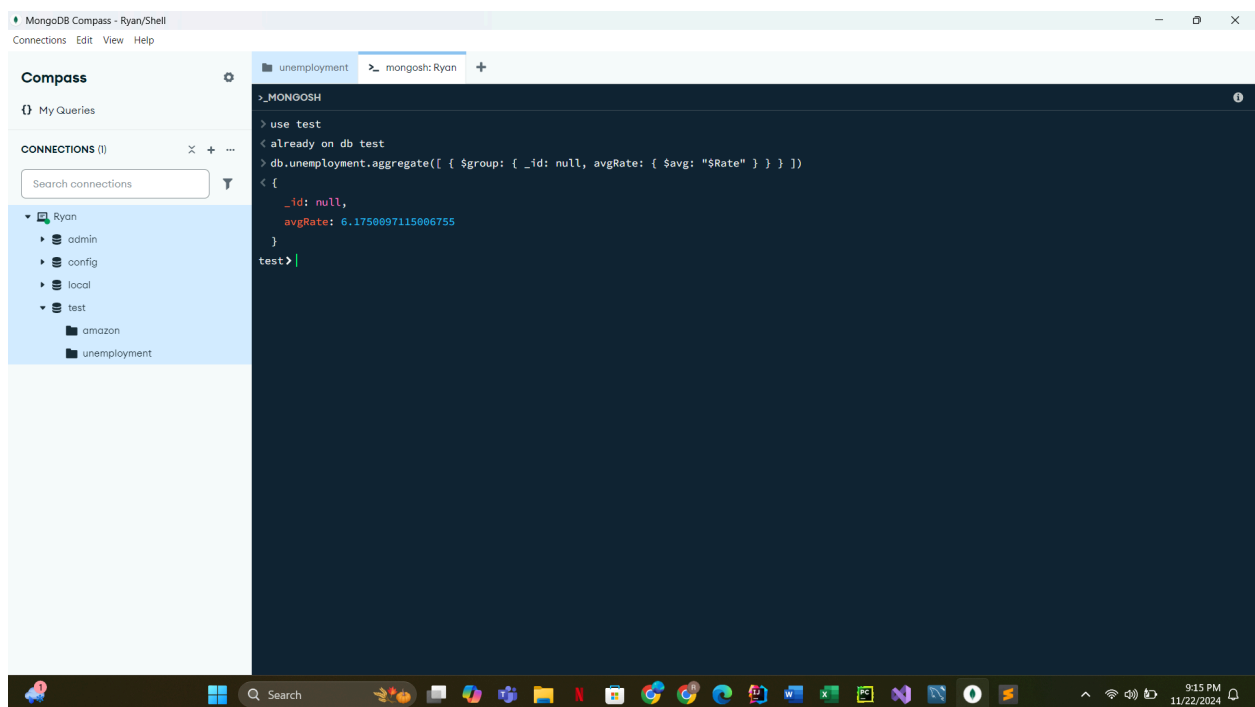 MongoDB Compass - Ryan/Shell
Connections Edit View Help
Compass
{} My Queries
CONNECTIONS (1)
Search connections
Ryan
admin
config
local
test
amazon
unemployment
unemployment
>_ mongosh: Ryan
>_MONGOSH
> use test
< already on db test
> db.unemployment.aggregate([ { $group: { _id: null, avgRate: { $avg: "$Rate" } } } ])
< {
_id: null,
avgRate: 6.1750097115006755
}
test>
1
Search
9:15 PM
11/22/2024